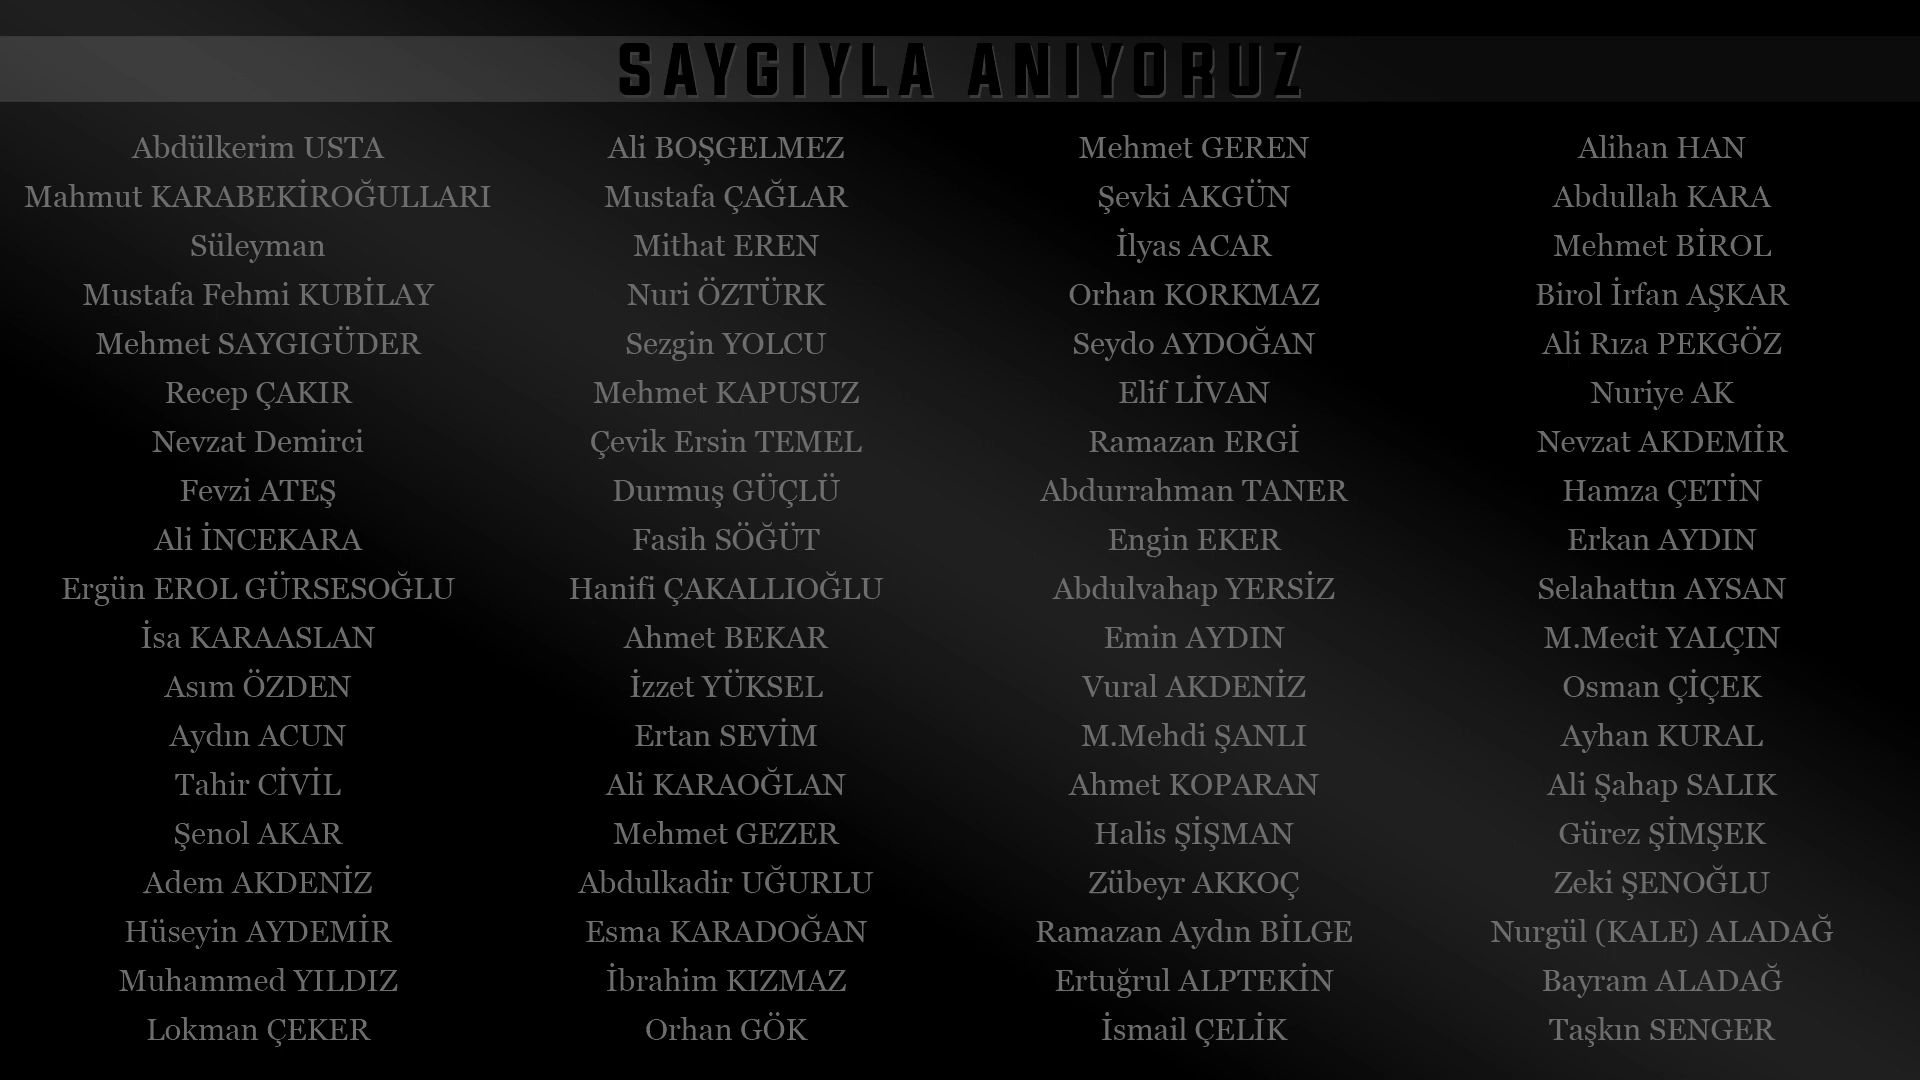 SAYGIYLA ANIYORUZ
Abdülkerim USTA
Mahmut KARABEKİROĞULLARI
Süleyman
Mustafa Fehmi KUBİLAY
Mehmet SAYGIGÜDER
Recep ÇAKIR
Nevzat Demirci
Fevzi ATEŞ
Ali İNCEKARA
Ergün EROL GÜRSESOĞLU
İsa KARAASLAN
Asım ÖZDEN
Aydın ACUN
Tahir CİVİL
Şenol AKAR
Adem AKDENİZ
Hüseyin AYDEMİR
Muhammed YILDIZ
Lokman ÇEKER
Ali BOŞGELMEZ
Mustafa ÇAĞLAR
Mithat EREN
Nuri ÖZTÜRK
Sezgin YOLCU
Mehmet KAPUSUZ
Çevik Ersin TEMEL
Durmuş GÜÇLÜ
Fasih SÖĞÜT
Hanifi ÇAKALLIOĞLU
Ahmet BEKAR
İzzet YÜKSEL
Ertan SEVİM
Ali KARAOĞLAN
Mehmet GEZER
Abdulkadir UĞURLU
Esma KARADOĞAN
İbrahim KIZMAZ
Orhan GÖK
Mehmet GEREN
Şevki AKGÜN
İlyas ACAR
Orhan KORKMAZ
Seydo AYDOĞAN
Elif LİVAN
Ramazan ERGİ
Abdurrahman TANER
Engin EKER
Abdulvahap YERSİZ
Emin AYDIN
Vural AKDENİZ
M.Mehdi ŞANLI
Ahmet KOPARAN
Halis ŞİŞMAN
Zübeyr AKKOÇ
Ramazan Aydın BİLGE
Ertuğrul ALPTEKİN
İsmail ÇELİK
Alihan HAN
Abdullah KARA
Mehmet BİROL
Birol İrfan AŞKAR
Ali Rıza PEKGÖZ
Nuriye AK
Nevzat AKDEMİR
Hamza ÇETİN
Erkan AYDIN
Selahattın AYSAN
M.Mecit YALÇIN
Osman ÇİÇEK
Ayhan KURAL
Ali Şahap SALIK
Gürez ŞİMŞEK
Zeki ŞENOĞLU
Nurgül (KALE) ALADAĞ
Bayram ALADAĞ
Taşkın SENGER